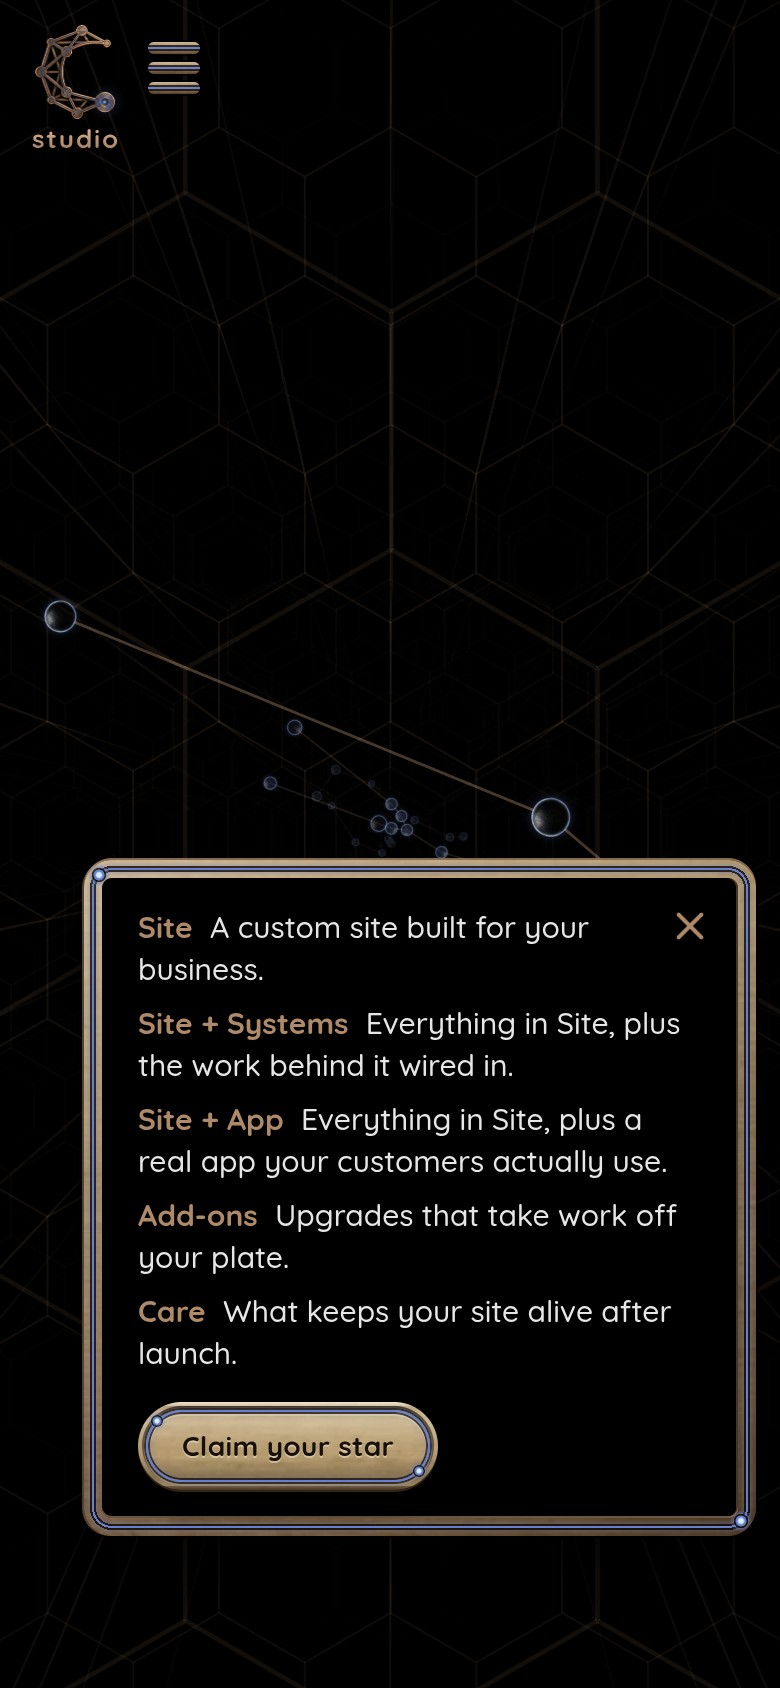 studio
Site A custom site built for your
business.
Site + Systems Everything in Site, plus
the work behind it wired in.
Site + App Everything in Site, plus a
real app your customers actually use.
Add-ons Upgrades that take work off
your plate.
Care What keeps your site alive after
launch.
Claim your star